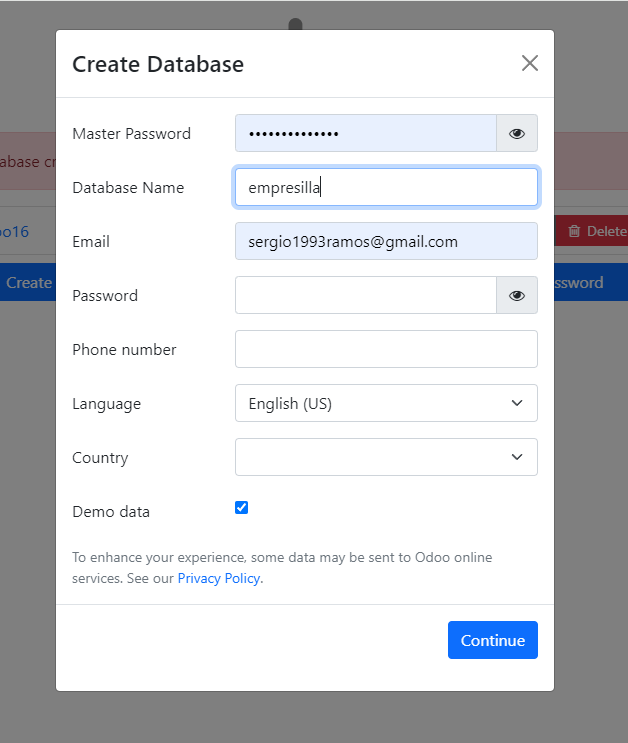 Create Database
Master Password ••••••••••••••
Database Name empresilla
Email sergio1993ramos@gmail.com
Password
Phone number
Language English (US)
Country
Demo data
To enhance your experience, some data may be sent to Odoo online
services. See our Privacy Policy.
Continue
abase cr
oo16
Delete
Create
ssword